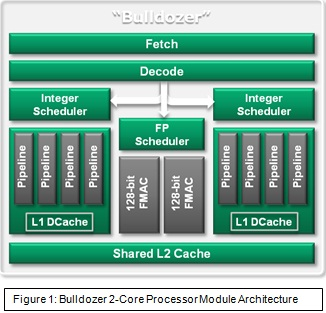 "Bulldozer"
Fetch
Decode
Integer Scheduler
Integer Scheduler
FP Scheduler
Pipeline
Pipeline
Pipeline
Pipeline
L1 DCache
128-bit FMAC
128-bit FMAC
Pipeline
Pipeline
Pipeline
Pipeline
L1 DCache
Shared L2 Cache
Figure 1: Bulldozer 2-Core Processor Module Architecture